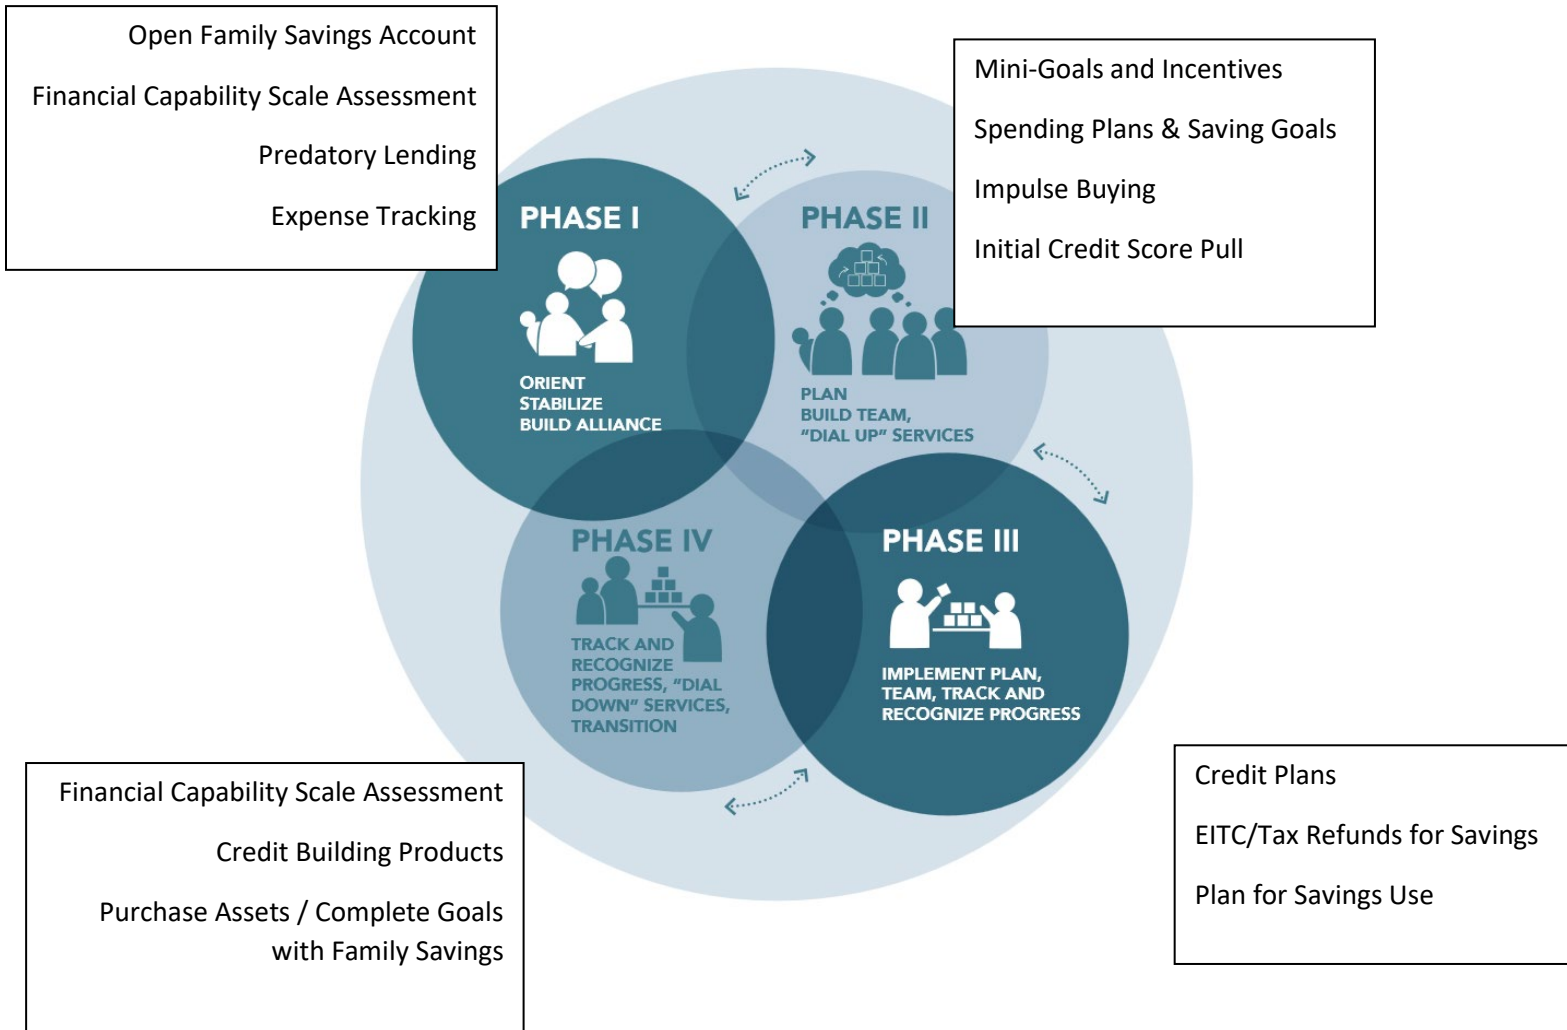 Open Family Savings Account
Financial Capability Scale Assessment
Predatory Lending
Expense Tracking
Mini-Goals and Incentives
Spending Plans & Saving Goals
Impulse Buying
Initial Credit Score Pull
PHASE I
ORIENT
STABILIZE
BUILD ALLIANCE
PHASE II
PLAN
BUILD TEAM,
“DIAL UP” SERVICES
PHASE III
IMPLEMENT PLAN,
TEAM, TRACK AND
RECOGNIZE PROGRESS
PHASE IV
TRACK AND
RECOGNIZE
PROGRESS, “DIAL
DOWN” SERVICES,
TRANSITION
Credit Plans
EITC/Tax Refunds for Savings
Plan for Savings Use
Financial Capability Scale Assessment
Credit Building Products
Purchase Assets / Complete Goals
with Family Savings